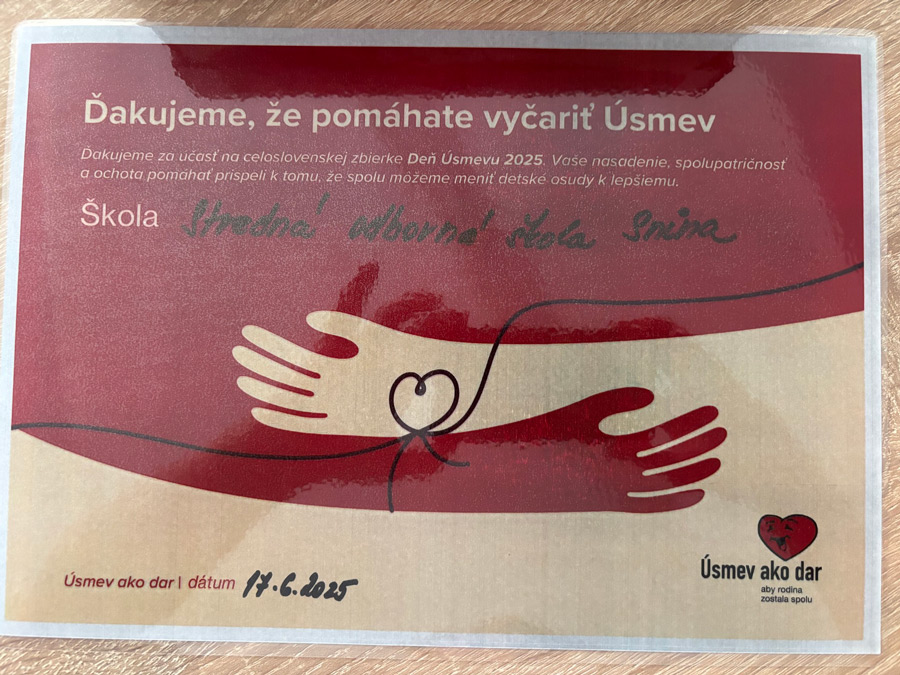 Ďakujeme, že pomáhate vyčariť Úsmev
Ďakujeme za účasť na celoslovenskej zbierke Deň Úsmevu 2025. Vaše nasadenie, spolupatričnosť
a ochota pomáhať prispeli k tomu, že spolu môžeme meniť detské osudy k lepšiemu.
Škola Stredná odborná škola Snina
Úsmev ako dar | dátum 17.6.2025
Úsmev ako dar
aby rodina
zostala spolu